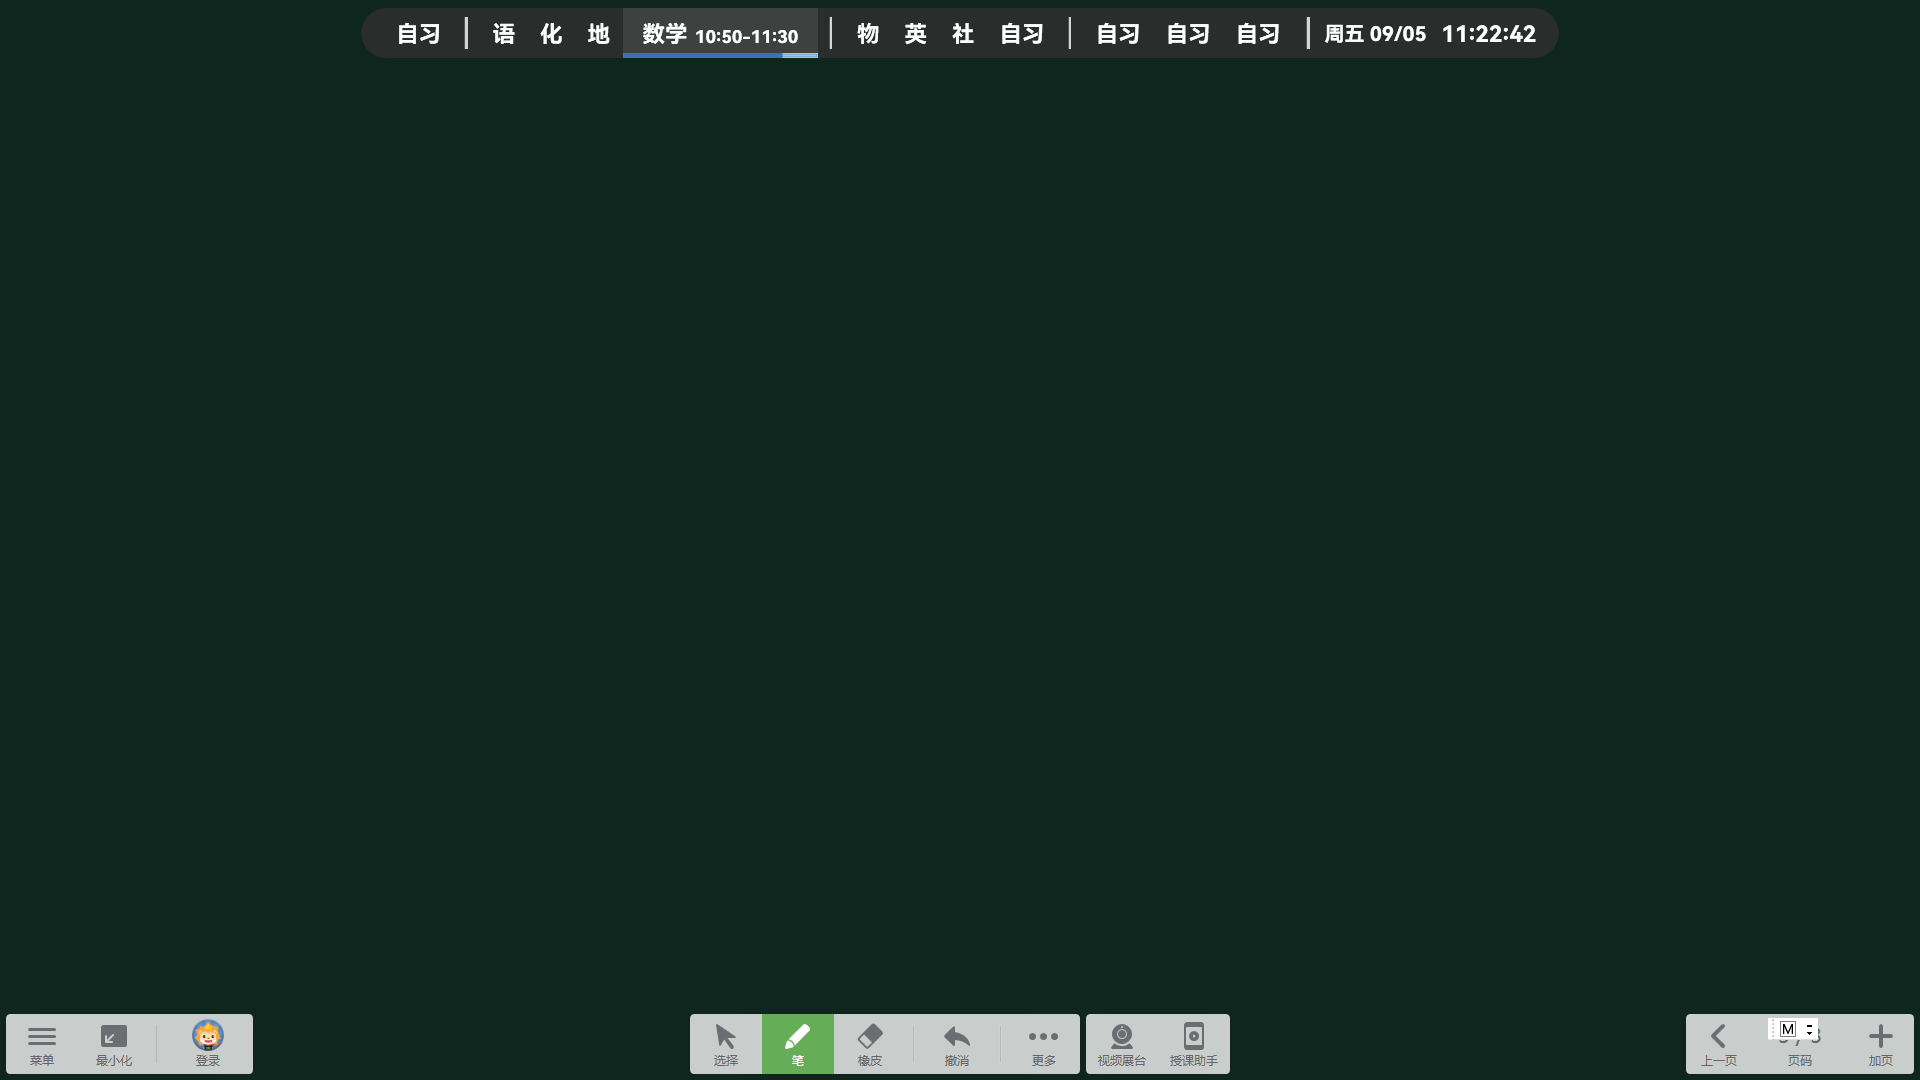 自习 语 化 地 数学 10:50-11:30 物 英 社 自习 自习 自习 自习 周五 09/05 11:22:42
菜单 最小化 登录 选择 笔 橡皮 撤消 更多 视频展台 授课助手 上一页 页码 加页
M